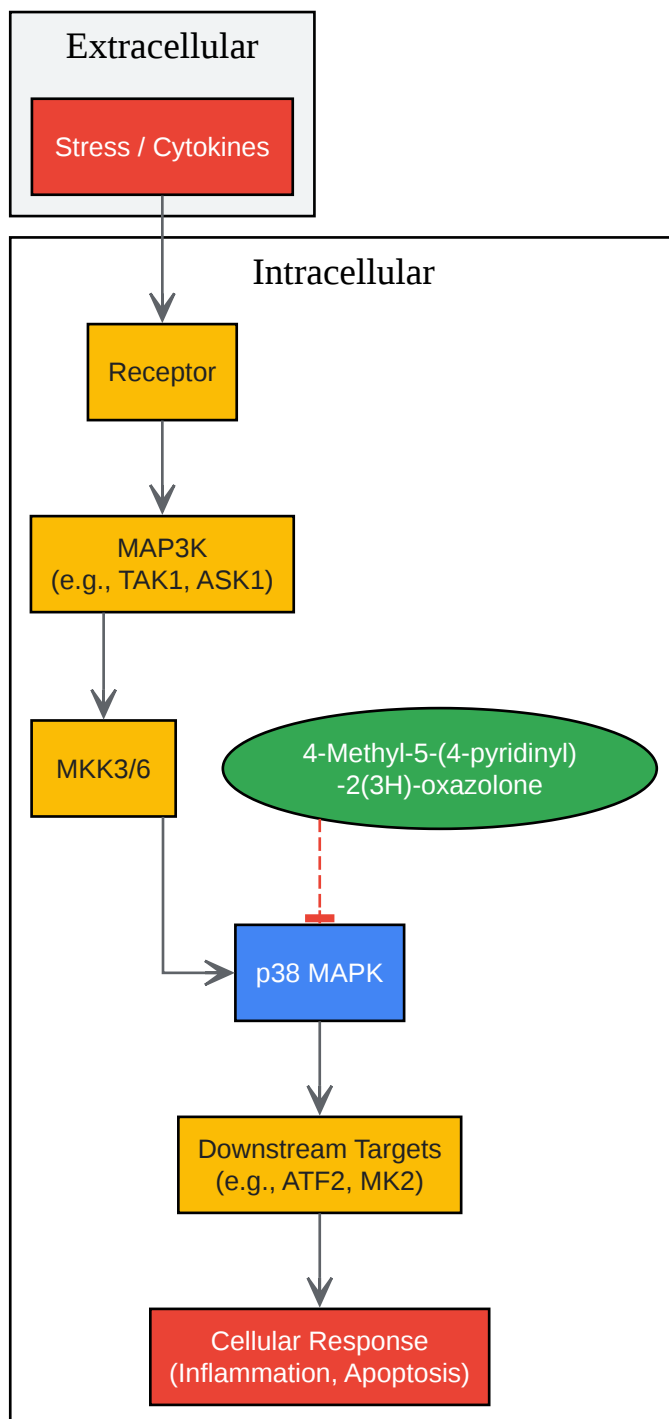 Extracellular
Stress / Cytokines
Intracellular
Receptor
MAP3K
(e.g., TAK1, ASK1)
MKK3/6
4-Methyl-5-(4-pyridinyl)
-2(3H)-oxazolone
p38 MAPK
Downstream Targets
(e.g., ATF2, MK2)
Cellular Response
(Inflammation, Apoptosis)